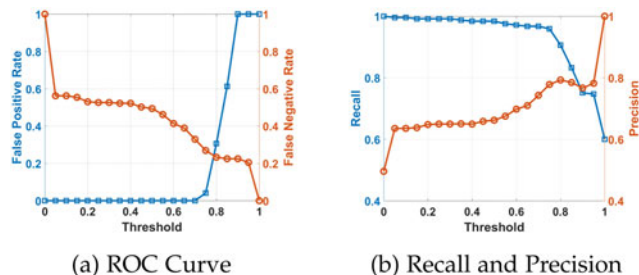 1
0.8
0.6
0.4
0.2
0
False Positive Rate
1
0.8
0.6
0.4
0.2
0
False Negative Rate
0 0.2 0.4 0.6 0.8 1
Threshold
(a) ROC Curve
1
0.8
0.6
0.4
Recall
1
0.8
0.6
0.4
Precision
0 0.2 0.4 0.6 0.8 1
Threshold
(b) Recall and Precision